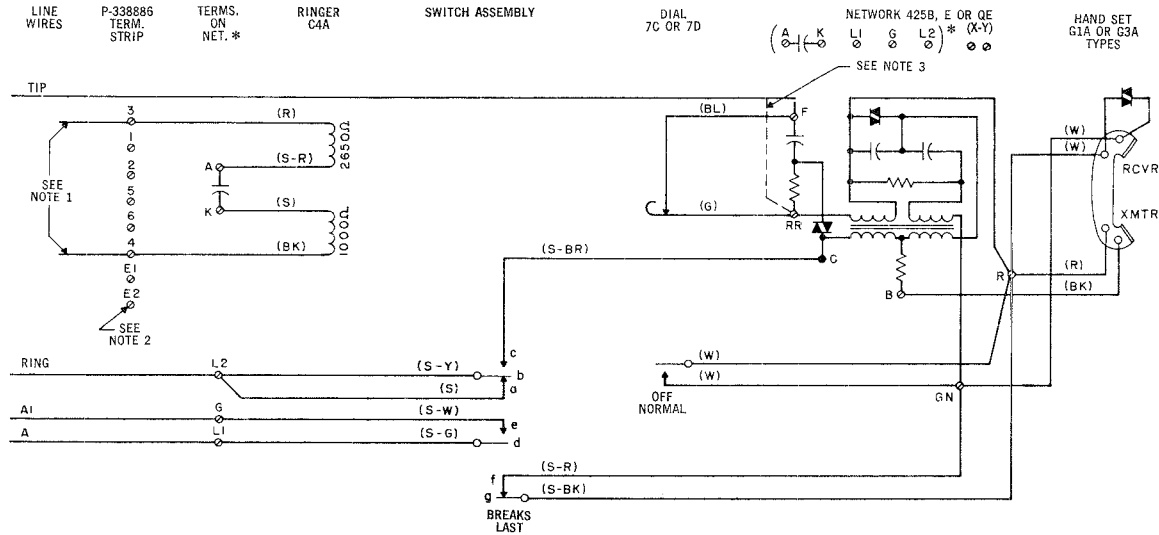 LINE
WIRES
P-338886
TERM.
STRIP
TERMS.
ON
NET. *
RINGER
C4A
SWITCH ASSEMBLY
DIAL
7C OR 7D
NETWORK 425B, E OR QE
( A K L1 G L2 ) * (X-Y)
HAND SET
G1A OR G3A
TYPES
SEE NOTE 3
TIP
3
(R)
2650Ω
1
(S-R)
A
2
5
K
(S)
6
1000Ω
4
(BK)
SEE
NOTE 1
E1
E2
SEE
NOTE 2
(BL)
F
(G)
RR
C
(S-BR)
B
R
(W)
(W)
RCVR
XMTR
(R)
(BK)
RING
L2
(S-Y)
c
b
a
(S)
(W)
(W)
OFF
NORMAL
GN
A1
G
(S-W)
e
A
L1
(S-G)
d
f
(S-R)
g
(S-BK)
BREAKS
LAST